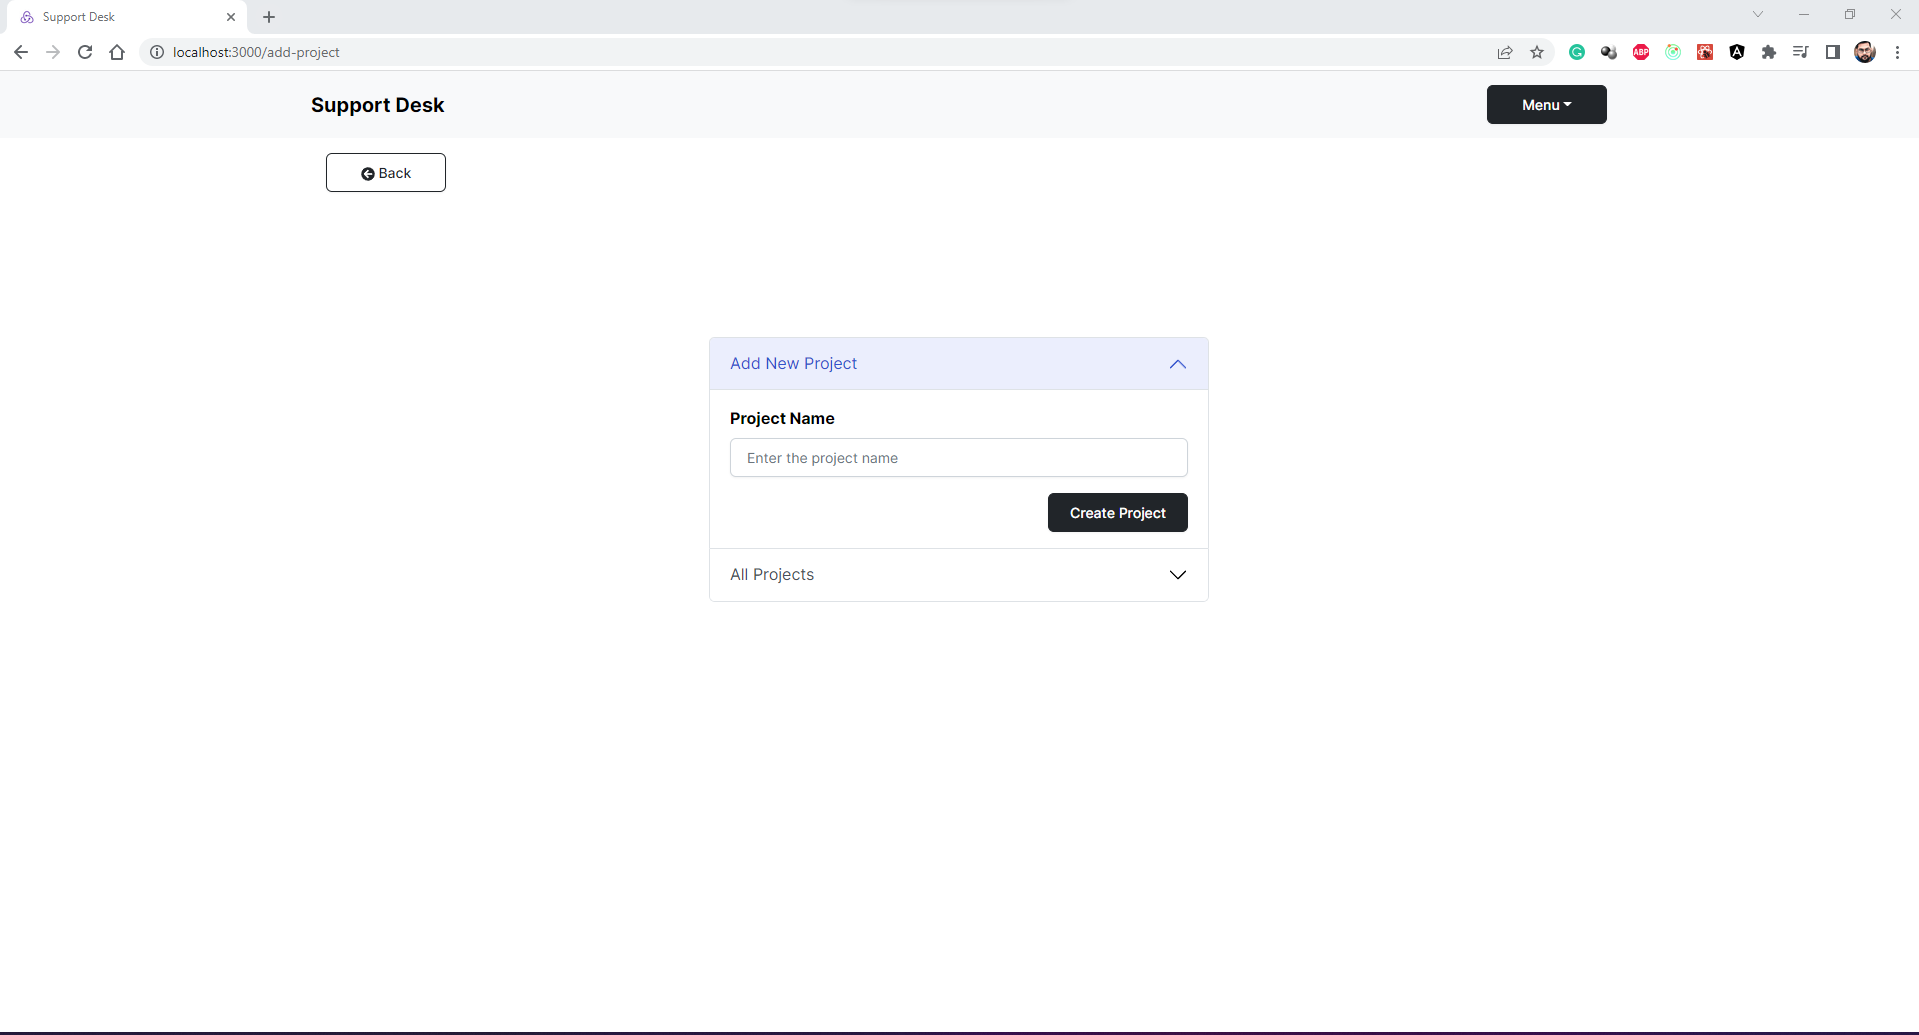 Support Desk
localhost:3000/add-project
ABP
Support Desk
Menu
Back
Add New Project
Project Name
Enter the project name
Create Project
All Projects